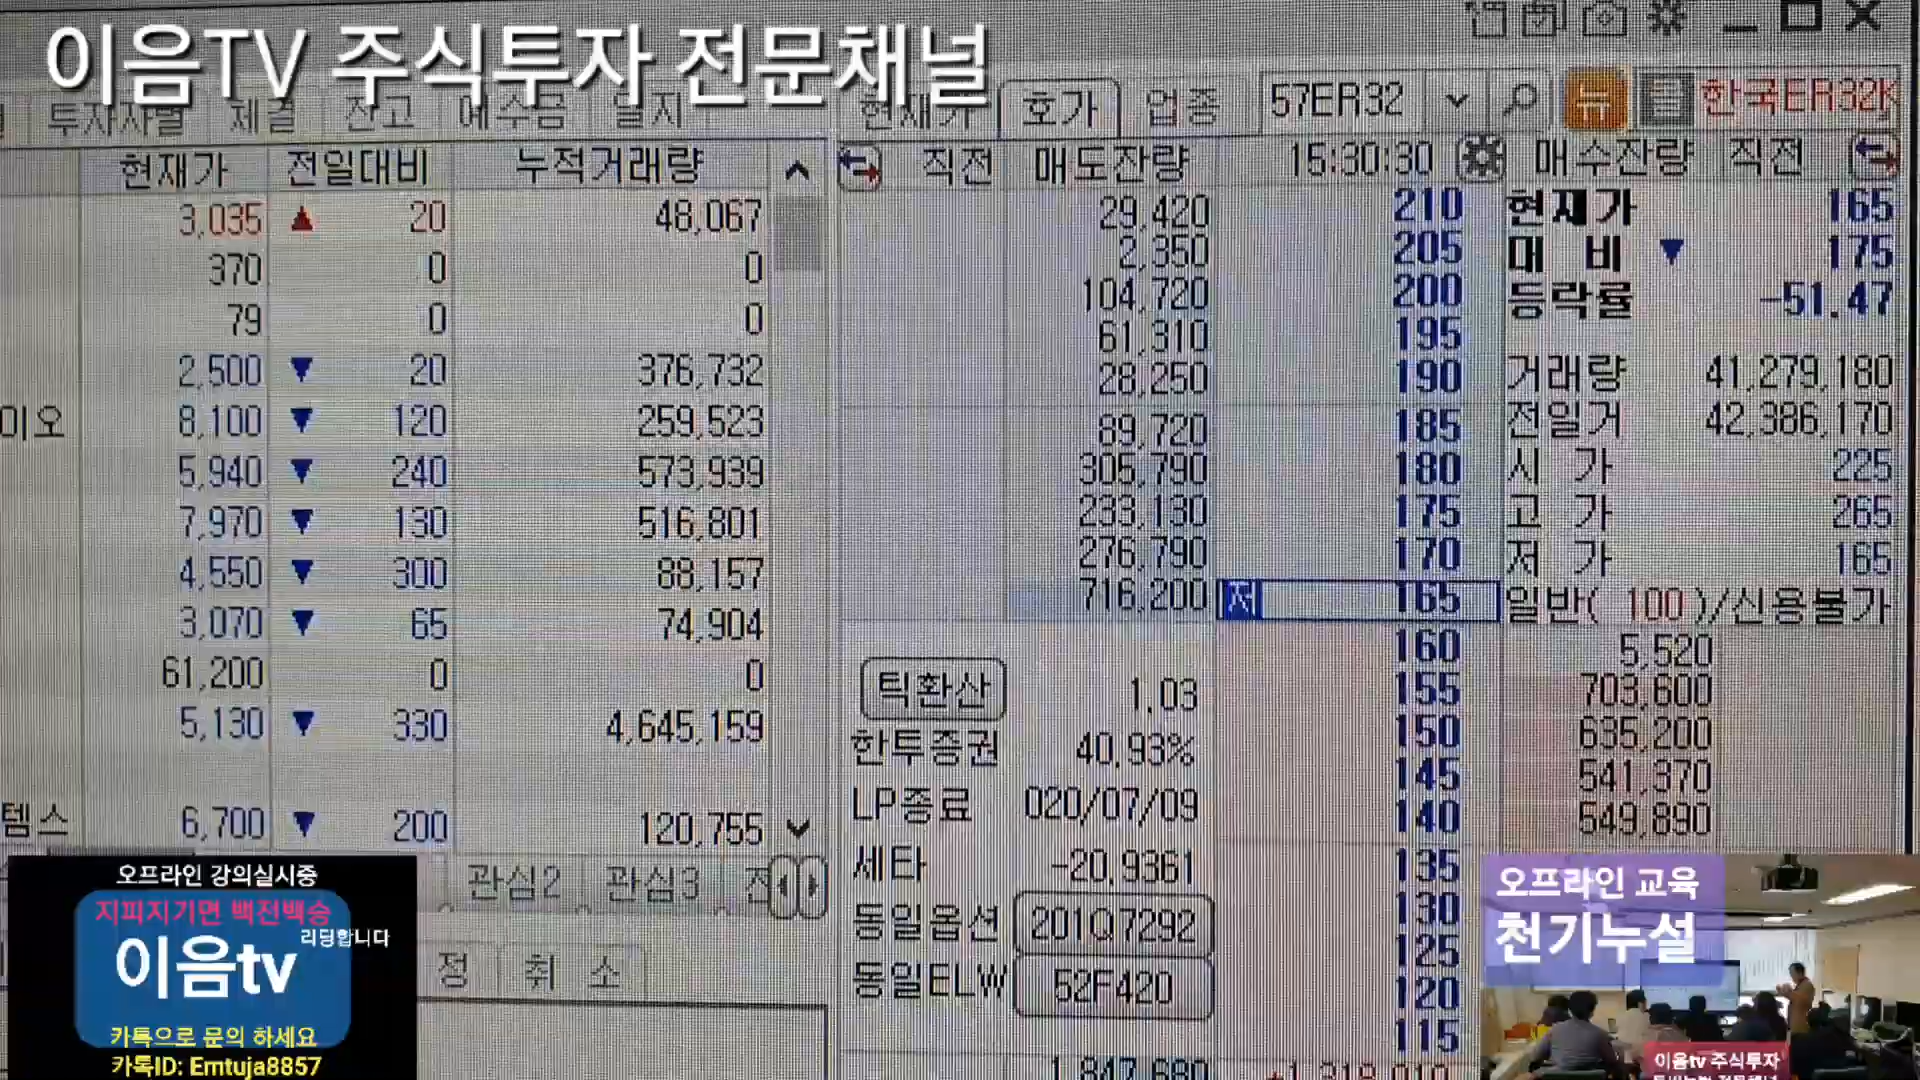 이음TV 주식투자 전문채널
투자자별 체결 잔고 예수금 일지
현재가 호가 업종 57ER32 뉴 한국ER32K
현재가 전일대비 누적거래량
3,035 ▲ 20 48,067
370 0 0
79 0 0
2,500 ▼ 20 376,732
이오 8,100 ▼ 120 259,523
5,940 ▼ 240 573,939
7,970 ▼ 130 516,801
4,550 ▼ 300 88,157
3,070 ▼ 65 74,904
61,200 0 0
5,130 ▼ 330 4,645,159
템스 6,700 ▼ 200 120,755
관심2 관심3
정 취 소
직전 매도잔량 15:30:30 매수잔량 직전
29,420 210 현재가 165
2,350 205 대 비 ▼ 175
104,720 200 등락률 -51.47
61,310 195
28,250 190 거래량 41,279,180
89,720 185 전일거 42,386,170
305,790 180 시 가 225
233,130 175 고 가 265
276,790 170 저 가 165
716,200 저 165 일반( 100 )/신용불가
160 5,520
틱환산 1.03 155 703,600
한투증권 40.93% 150 635,200
145 541,370
LP종료 020/07/09 140 549,890
세타 -20.9361 135
동일옵션 201Q7292 130
125
동일ELW 52F420 120
115
1,847,680
오프라인 강의실시중
지피지기면 백전백승
리딩합니다
이음tv
카톡으로 문의 하세요
카톡ID: Emtuja8857
오프라인 교육
천기누설
이음tv 주식투자